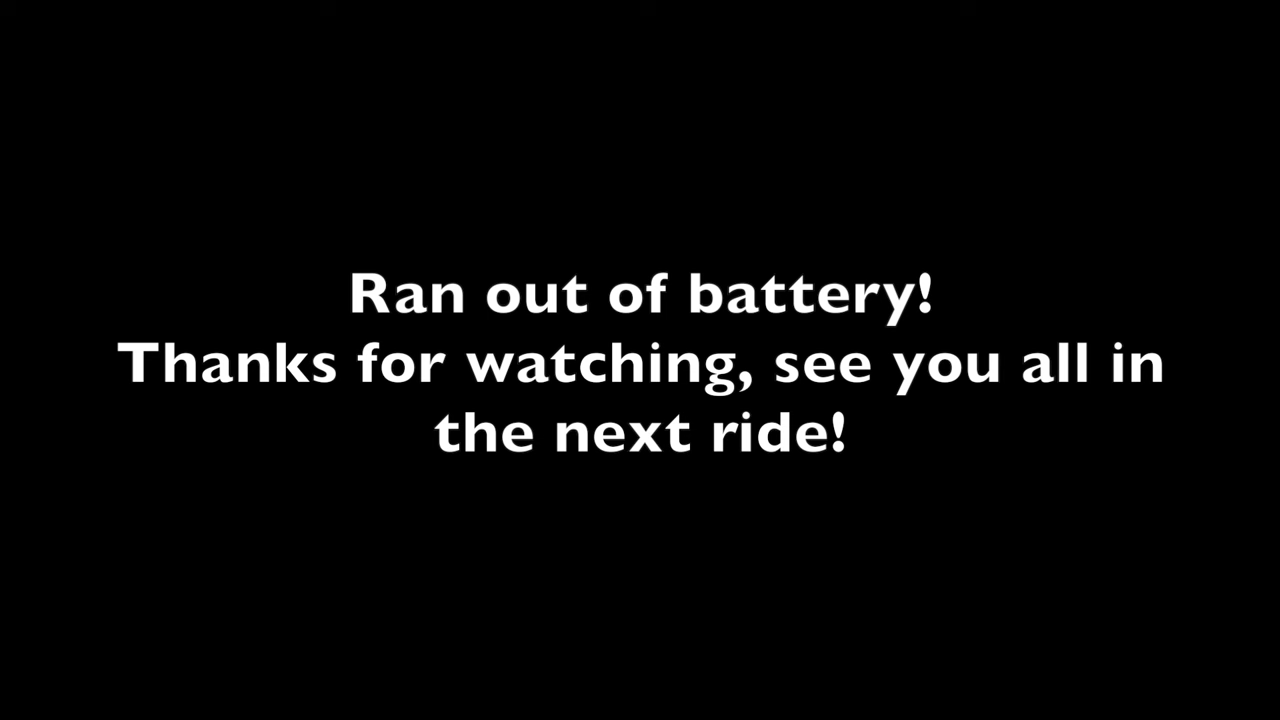 Ran out of battery!
Thanks for watching, see you all in
the next ride!